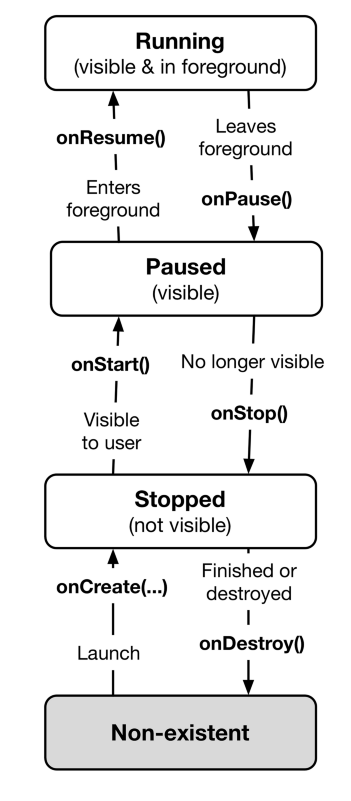 Running
(visible & in foreground)
onResume()
Enters
foreground
Leaves
foreground
onPause()
Paused
(visible)
onStart()
Visible
to user
No longer visible
onStop()
Stopped
(not visible)
onCreate(...)
Launch
Finished or
destroyed
onDestroy()
Non-existent